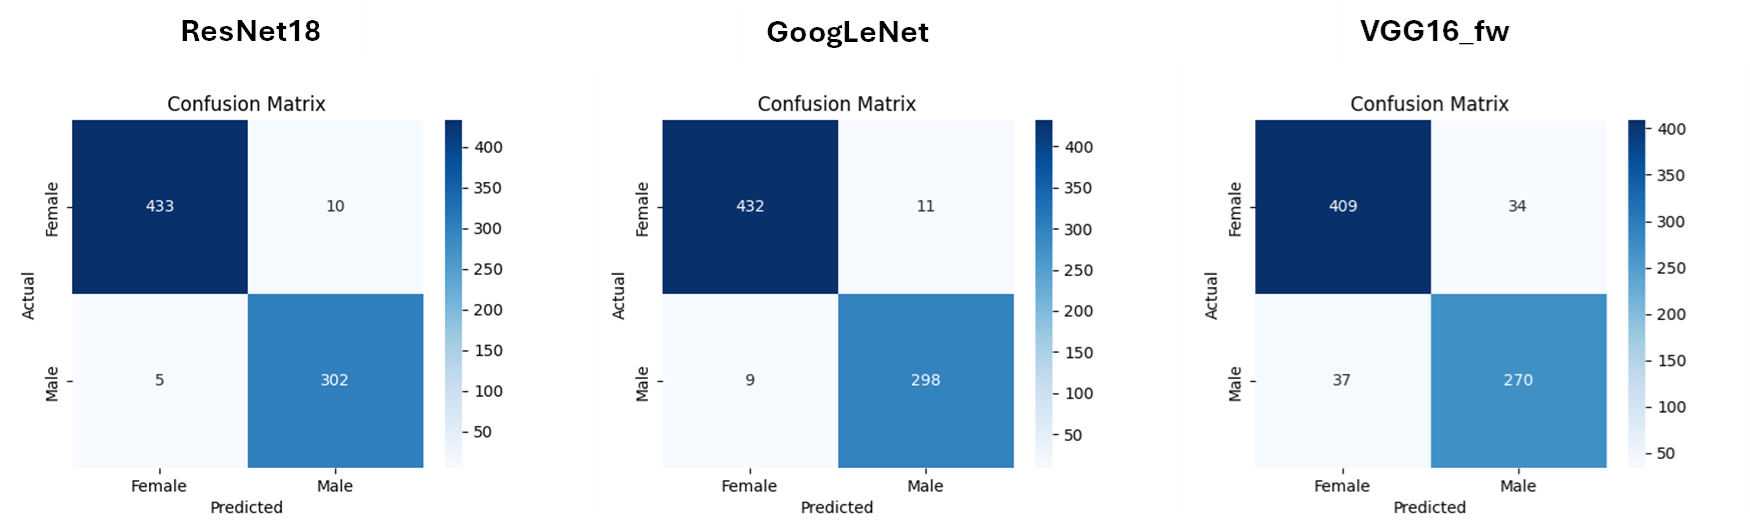 ResNet18
Confusion Matrix
Actual
Female
Male
433
10
5
302
Female
Male
Predicted
400
350
300
250
200
150
100
50
GoogLeNet
Confusion Matrix
Actual
Female
Male
432
11
9
298
Female
Male
Predicted
400
350
300
250
200
150
100
50
VGG16_fw
Confusion Matrix
Actual
Female
Male
409
34
37
270
Female
Male
Predicted
400
350
300
250
200
150
100
50